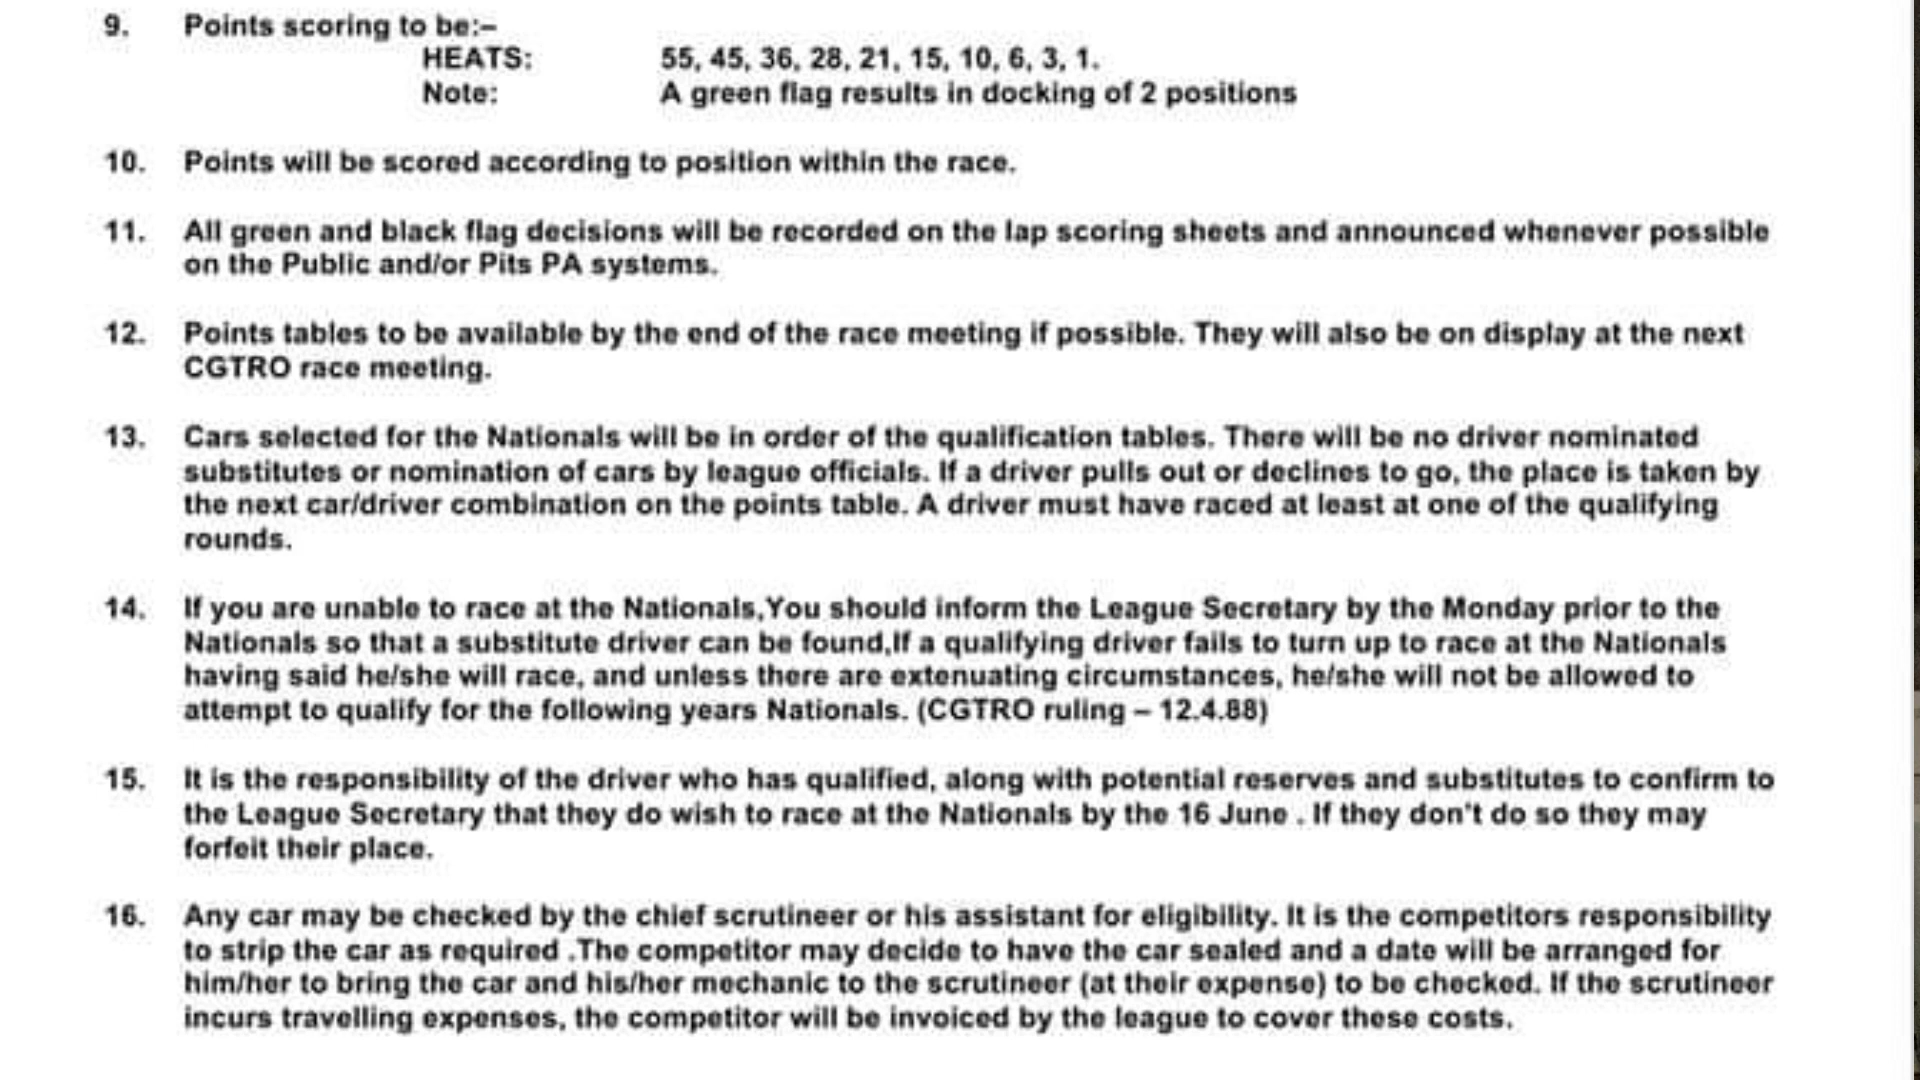 9. Points scoring to be:–
HEATS: 55, 45, 36, 28, 21, 15, 10, 6, 3, 1.
Note: A green flag results in docking of 2 positions
10. Points will be scored according to position within the race.
11. All green and black flag decisions will be recorded on the lap scoring sheets and announced whenever possible
on the Public and/or Pits PA systems.
12. Points tables to be available by the end of the race meeting if possible. They will also be on display at the next
CGTRO race meeting.
13. Cars selected for the Nationals will be in order of the qualification tables. There will be no driver nominated
substitutes or nomination of cars by league officials. If a driver pulls out or declines to go, the place is taken by
the next car/driver combination on the points table. A driver must have raced at least at one of the qualifying
rounds.
14. If you are unable to race at the Nationals,You should inform the League Secretary by the Monday prior to the
Nationals so that a substitute driver can be found,If a qualifying driver fails to turn up to race at the Nationals
having said he/she will race, and unless there are extenuating circumstances, he/she will not be allowed to
attempt to qualify for the following years Nationals. (CGTRO ruling – 12.4.88)
15. It is the responsibility of the driver who has qualified, along with potential reserves and substitutes to confirm to
the League Secretary that they do wish to race at the Nationals by the 16 June . If they don't do so they may
forfeit their place.
16. Any car may be checked by the chief scrutineer or his assistant for eligibility. It is the competitors responsibility
to strip the car as required .The competitor may decide to have the car sealed and a date will be arranged for
him/her to bring the car and his/her mechanic to the scrutineer (at their expense) to be checked. If the scrutineer
incurs travelling expenses, the competitor will be invoiced by the league to cover these costs.